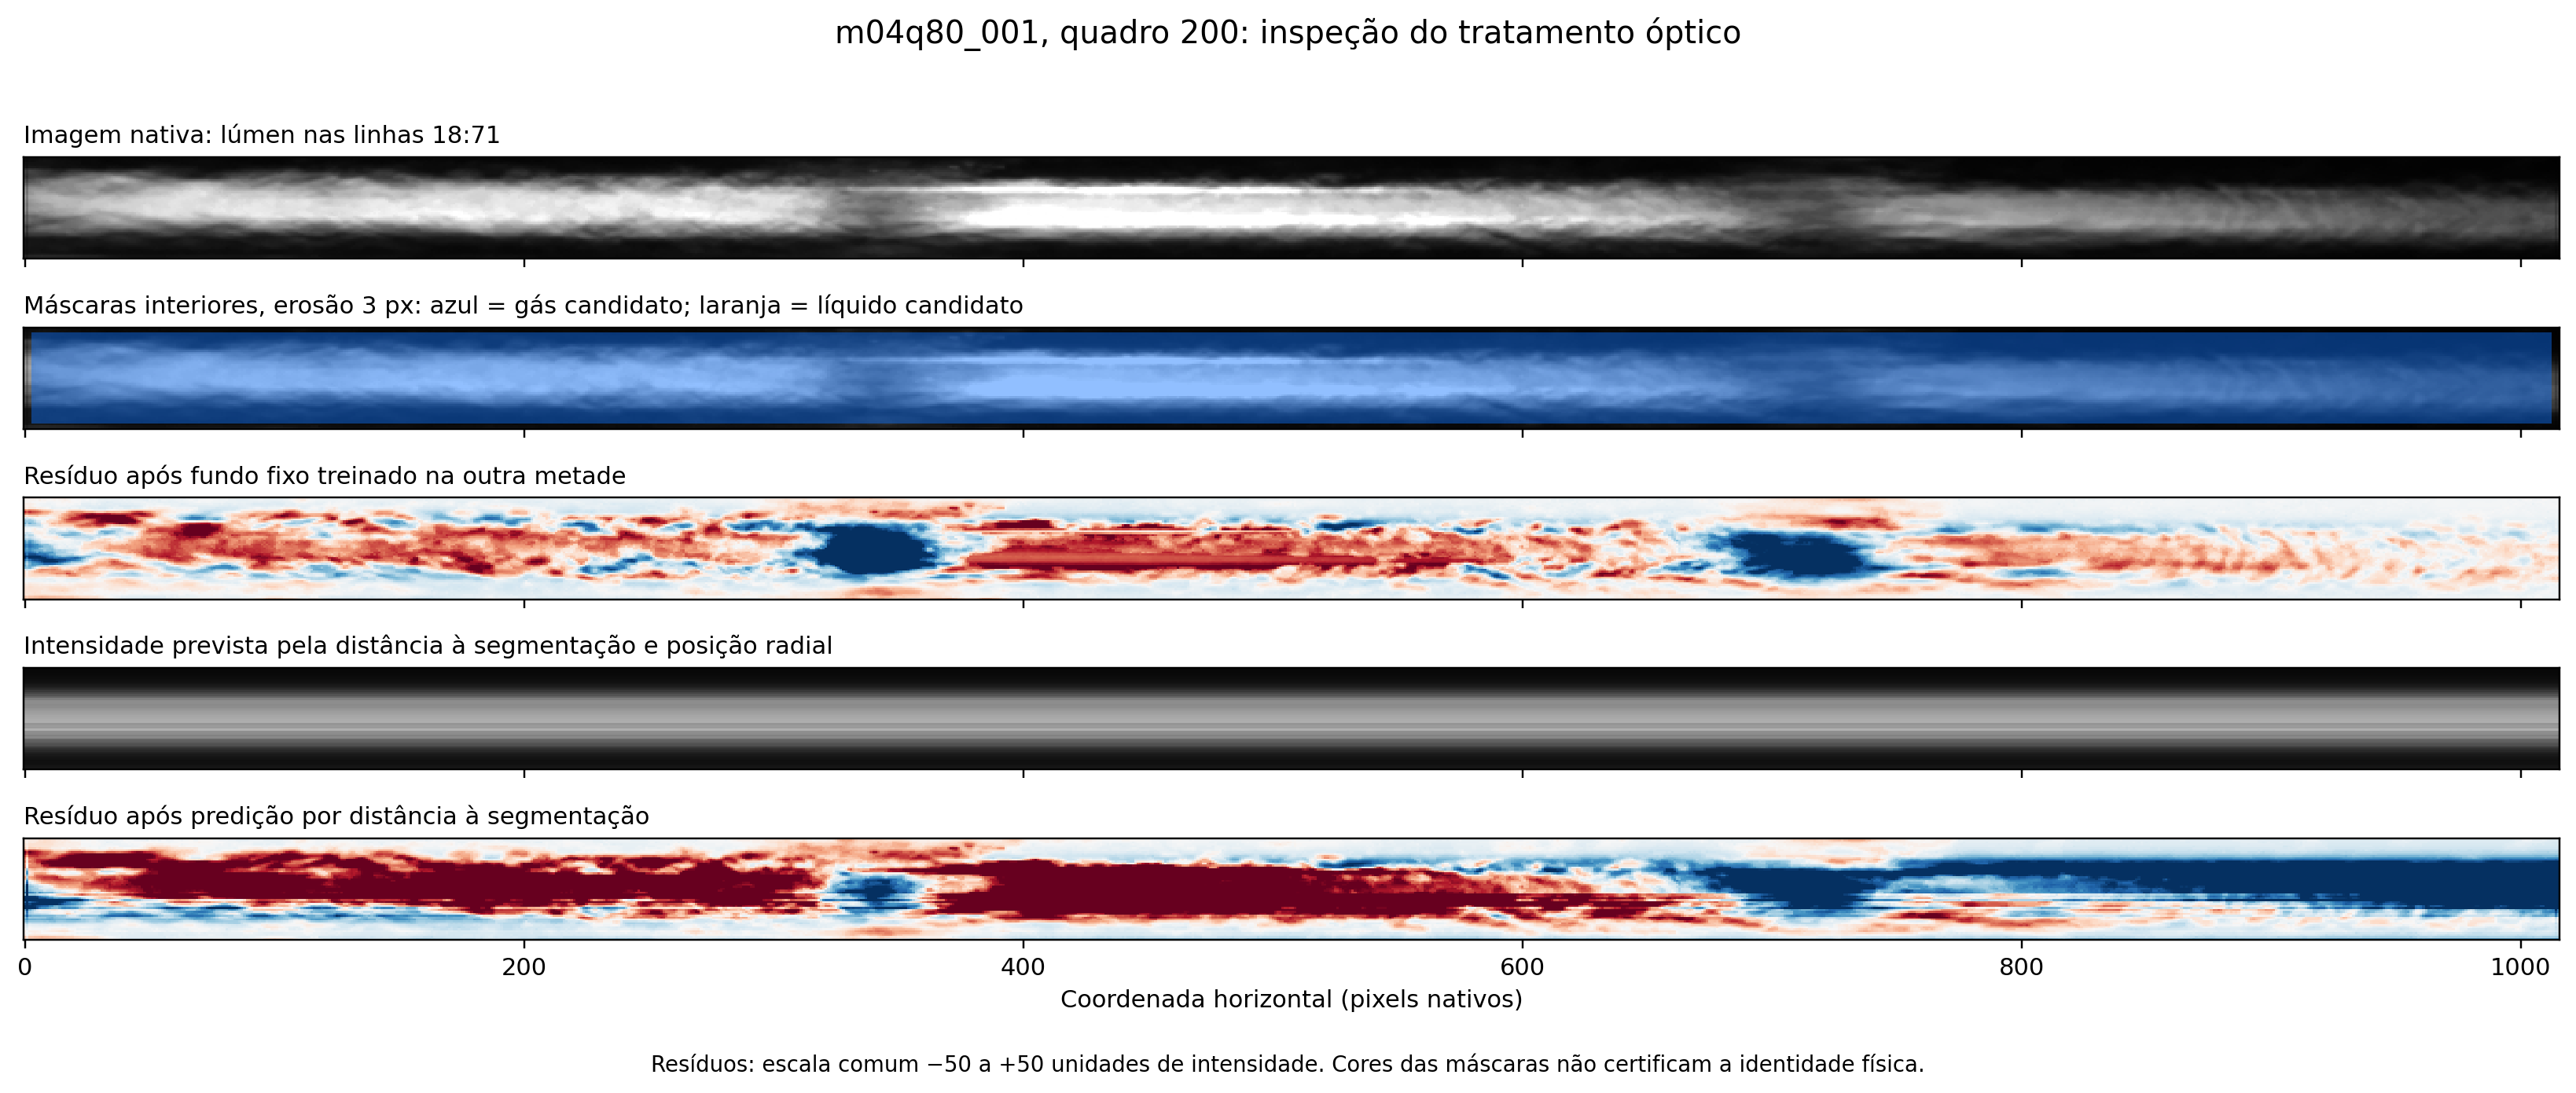 m04q80_001, quadro 200: inspeção do tratamento óptico
Imagem nativa: lúmen nas linhas 18:71
Máscaras interiores, erosão 3 px: azul = gás candidato; laranja = líquido candidato
Resíduo após fundo fixo treinado na outra metade
Intensidade prevista pela distância à segmentação e posição radial
Resíduo após predição por distância à segmentação
0 200 400 600 800 1000
Coordenada horizontal (pixels nativos)
Resíduos: escala comum −50 a +50 unidades de intensidade. Cores das máscaras não certificam a identidade física.